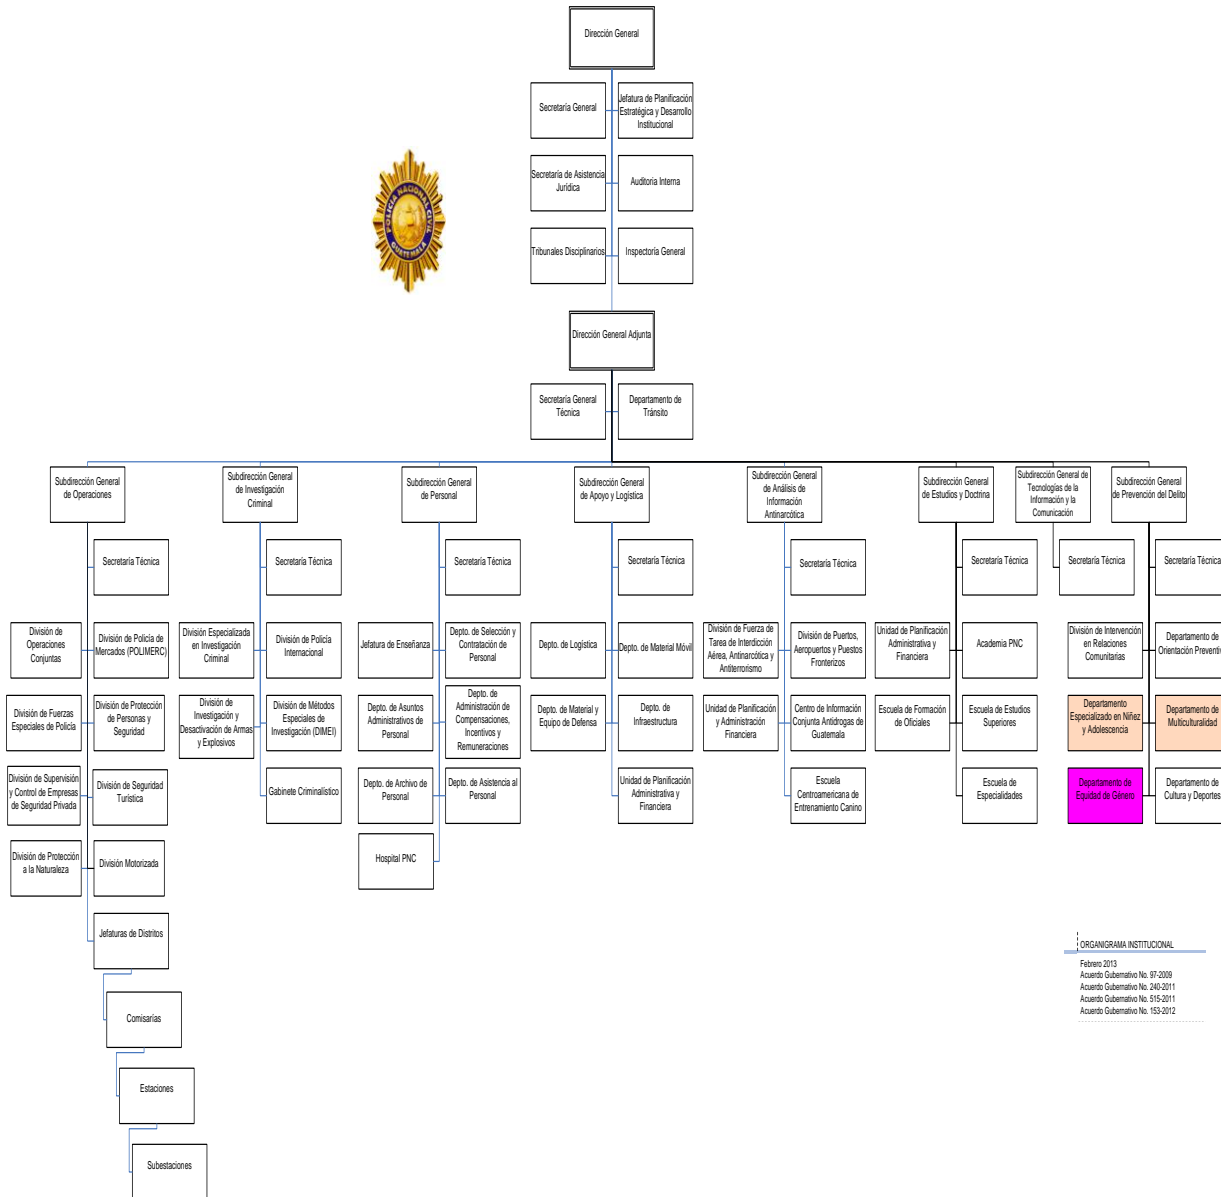 Dirección General
Secretaría General
Jefatura de Planificación
Estratégica y Desarrollo
Institucional
Secretaría de Asistencia
Jurídica
Auditoria Interna
Tribunales Disciplinarios
Inspectoría General
POLICIA NACIONAL CIVIL
GUATEMALA
Dirección General Adjunta
Secretaría General
Técnica
Departamento de
Tránsito
Subdirección General
de Operaciones
Subdirección General
de Investigación
Criminal
Subdirección General
de Personal
Subdirección General
de Apoyo y Logística
Subdirección General
de Análisis de
Información
Antinarcótica
Subdirección General
de Estudios y Doctrina
Subdirección General de
Tecnologías de la
Información y la
Comunicación
Subdirección General
de Prevención del Delito
Secretaría Técnica
Secretaría Técnica
Secretaría Técnica
Secretaría Técnica
Secretaría Técnica
Secretaría Técnica
Secretaría Técnica
Secretaría Técnica
División de
Operaciones
Conjuntas
División de Policía de
Mercados (POLIMERC)
División Especializada
en Investigación
Criminal
División de Policía
Internacional
Jefatura de Enseñanza
Depto. de Selección y
Contratación de
Personal
Depto. de Logística
Depto. de Material Móvil
División de Fuerza de
Tarea de Interdicción
Aérea, Antinarcótica y
Antiterrorismo
División de Puertos,
Aeropuertos y Puestos
Fronterizos
Unidad de Planificación
Administrativa y
Financiera
Academia PNC
División de Intervención
en Relaciones
Comunitarias
Departamento de
Orientación Preventiv
División de Fuerzas
Especiales de Policía
División de Protección
de Personas y
Seguridad
División de
Investigación y
Desactivación de Armas
y Explosivos
División de Métodos
Especiales de
Investigación (DIMEI)
Depto. de Asuntos
Administrativos de
Personal
Depto. de
Administración de
Compensaciones,
Incentivos y
Remuneraciones
Depto. de Material y
Equipo de Defensa
Depto. de
Infraestructura
Unidad de Planificación
y Administración
Financiera
Centro de Información
Conjunta Antidrogas de
Guatemala
Escuela de Formación
de Oficiales
Escuela de Estudios
Superiores
Departamento
Especializado en Niñez
y Adolescencia
Departamento de
Multiculturalidad
División de Supervisión
y Control de Empresas
de Seguridad Privada
División de Seguridad
Turística
Gabinete Criminalístico
Depto. de Archivo de
Personal
Depto. de Asistencia al
Personal
Unidad de Planificación
Administrativa y
Financiera
Escuela
Centroamericana de
Entrenamiento Canino
Escuela de
Especialidades
Departamento de
Equidad de Género
Departamento de
Cultura y Deportes
División de Protección
a la Naturaleza
División Motorizada
Hospital PNC
Jefaturas de Distritos
Comisarías
Estaciones
Subestaciones
ORGANIGRAMA INSTITUCIONAL
Febrero 2013
Acuerdo Gubernativo No. 97-2009
Acuerdo Gubernativo No. 240-2011
Acuerdo Gubernativo No. 515-2011
Acuerdo Gubernativo No. 153-2012